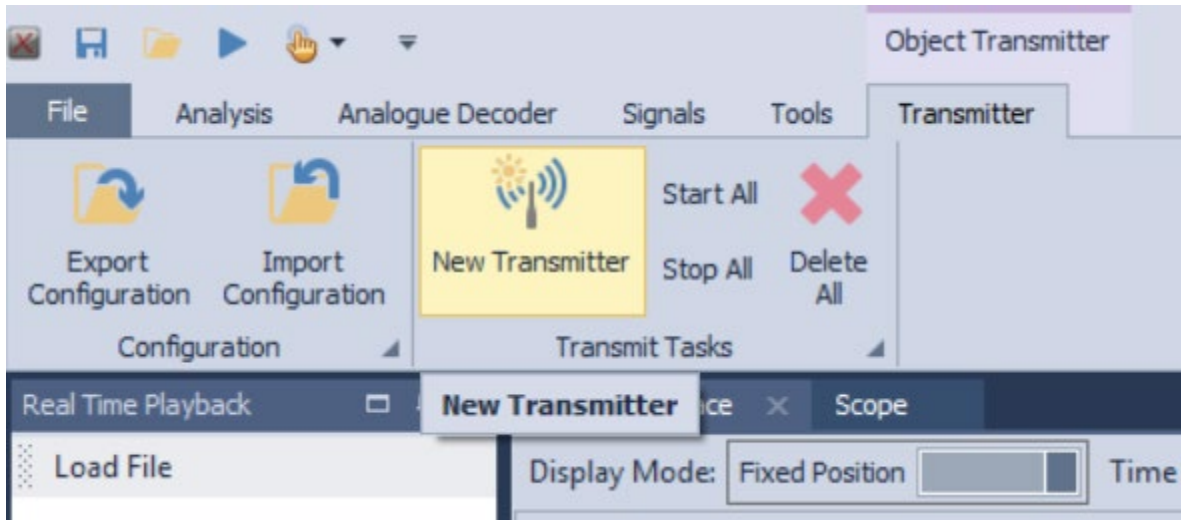 Object Transmitter
File Analysis Analogue Decoder Signals Tools Transmitter
Export
Configuration
Import
Configuration
New Transmitter
Start All
Stop All
Delete
All
Configuration
Transmit Tasks
Real Time Playback
New Transmitter
Scope
Load File
Display Mode: Fixed Position
Time